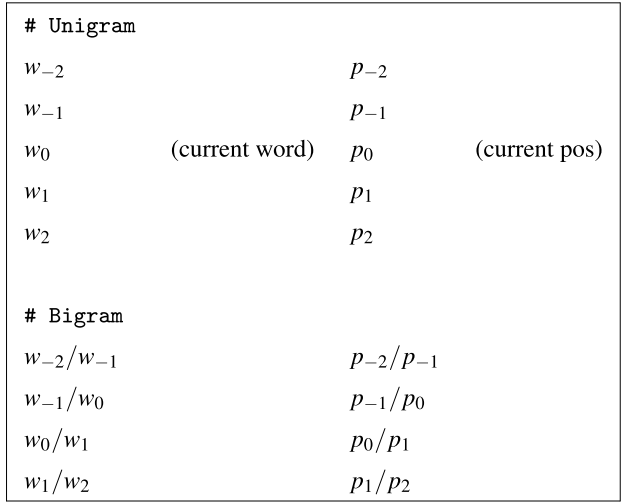 # Unigram
w₋₂ p₋₂
w₋₁ p₋₁
w₀ (current word) p₀ (current pos)
w₁ p₁
w₂ p₂
# Bigram
w₋₂/w₋₁ p₋₂/p₋₁
w₋₁/w₀ p₋₁/p₀
w₀/w₁ p₀/p₁
w₁/w₂ p₁/p₂